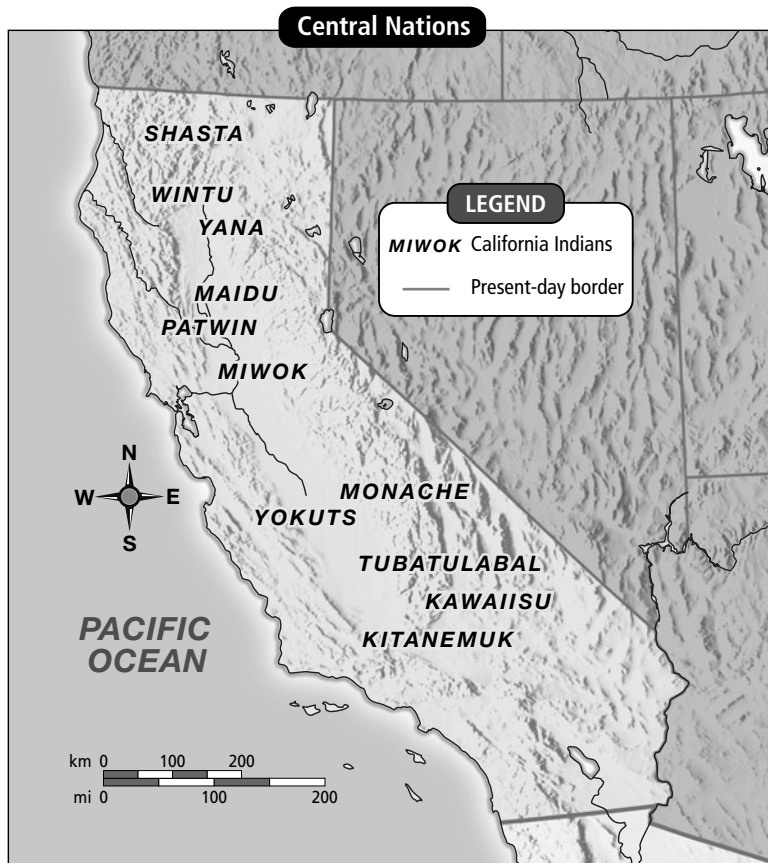 Central Nations
SHASTA
WINTU
YANA
LEGEND
MIWOK California Indians
Present-day border
MAIDU
PATWIN
MIWOK
N
W E
S
MONACHE
YOKUTS
TUBATULABAL
KAWAIISU
KITANEMUK
PACIFIC
OCEAN
km 0 100 200
mi 0 100 200